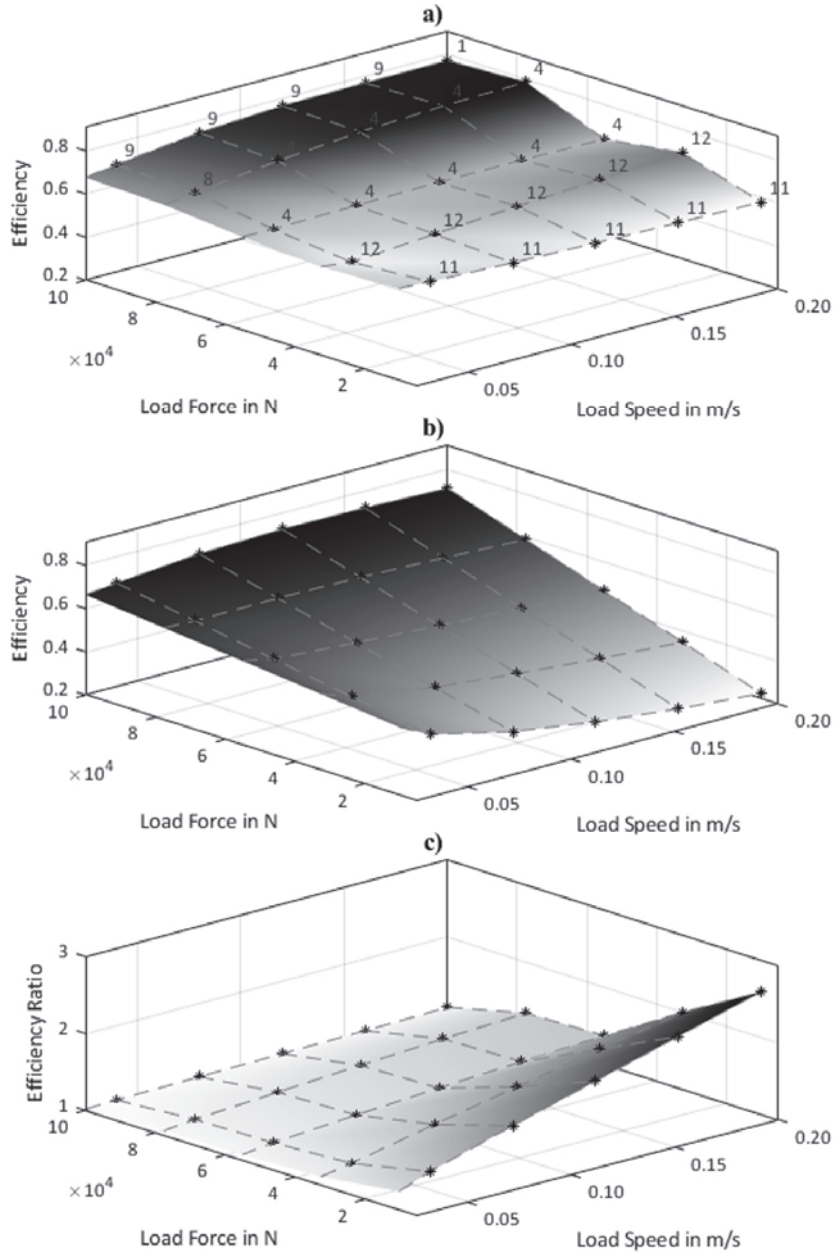 a)
1
9 4
9
9 4 4
9 4 4 12
8 4 4 12 11
4 4 12 11
12 12 11
11 11
0.8
0.6
0.4
0.2
Efficiency
10
8
6
4
2
×10⁴
Load Force in N
0.05
0.10
0.15
0.20
Load Speed in m/s
b)
0.8
0.6
0.4
0.2
Efficiency
10
8
6
4
2
×10⁴
Load Force in N
0.05
0.10
0.15
0.20
Load Speed in m/s
c)
3
2
1
Efficiency Ratio
10
8
6
4
2
×10⁴
Load Force in N
0.05
0.10
0.15
0.20
Load Speed in m/s